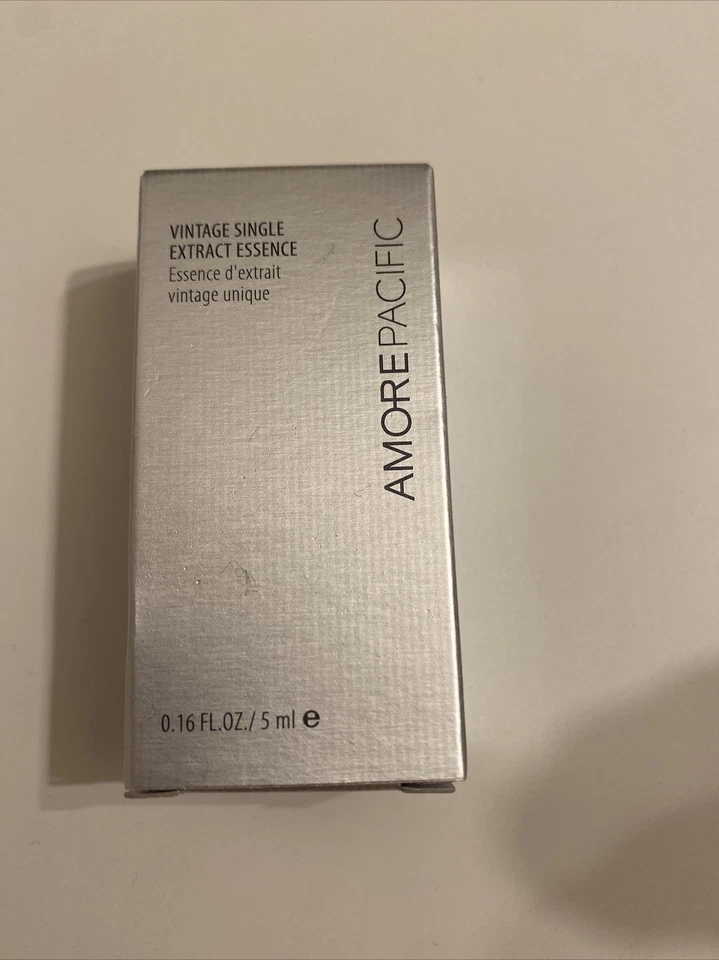 VINTAGE SINGLE
EXTRACT ESSENCE
Essence d'extrait
vintage unique
AMOREPACIFIC
0.16 FL.OZ./ 5 ml ℮